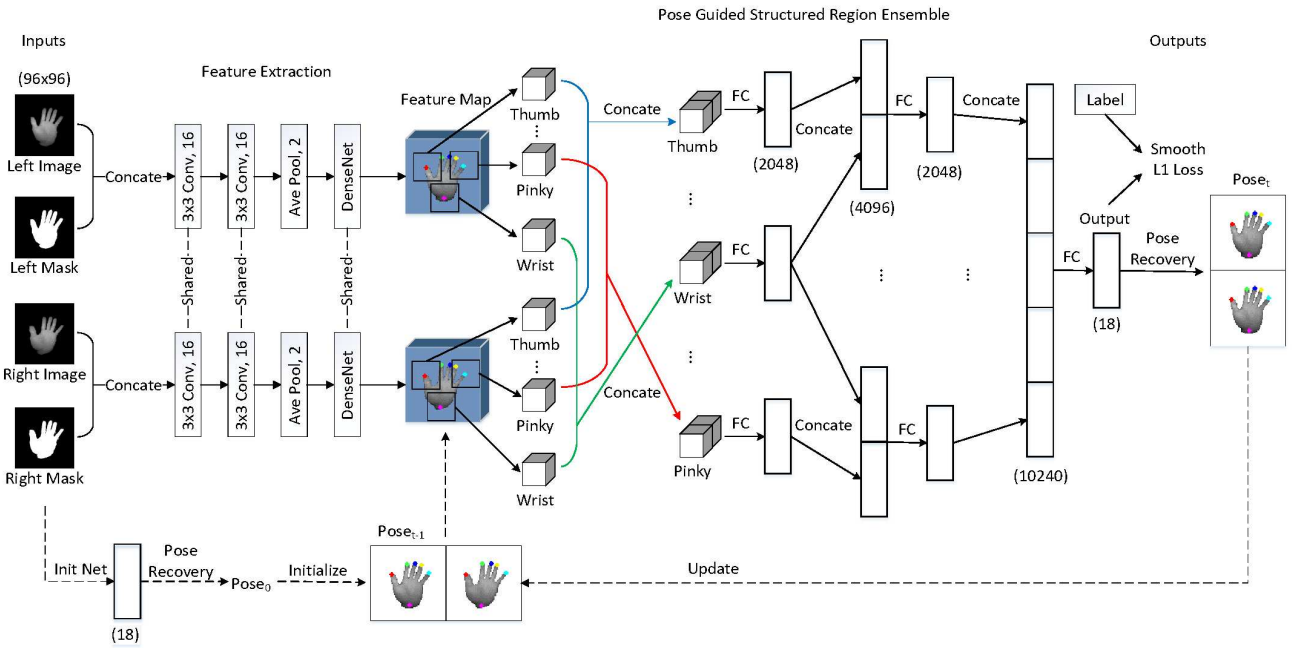 Pose Guided Structured Region Ensemble
Inputs
Outputs
(96x96)
Feature Extraction
Left Image
Left Mask
Right Image
Right Mask
Concate
Concate
3x3 Conv, 16
3x3 Conv, 16
Ave Pool, 2
DenseNet
Shared
Shared
Shared
3x3 Conv, 16
3x3 Conv, 16
Ave Pool, 2
DenseNet
Feature Map
Thumb
⋮
Pinky
Wrist
Thumb
⋮
Pinky
Wrist
Concate
Concate
Thumb
⋮
Wrist
⋮
Pinky
FC
(2048)
Concate
(4096)
FC
(2048)
Concate
FC
⋮
⋮
FC
Concate
FC
(10240)
FC
Label
Smooth
L1 Loss
Output
(18)
Pose
Recovery
Poseₜ
Init Net
(18)
Pose
Recovery
Pose₀
Initialize
Poseₜ₋₁
Update